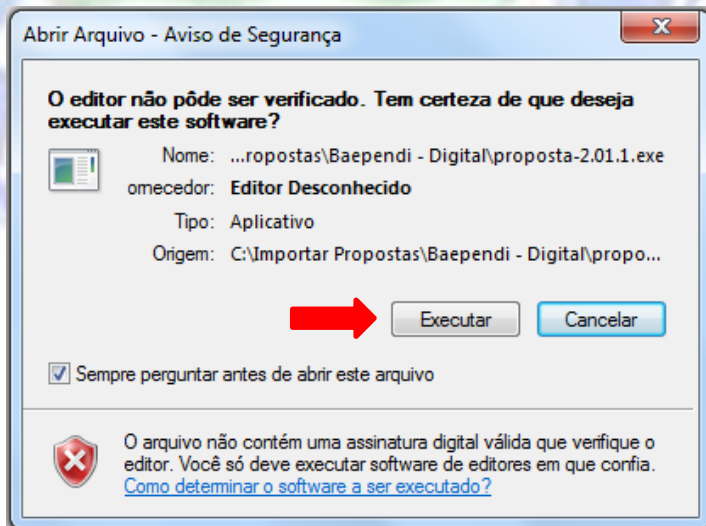 Abrir Arquivo - Aviso de Segurança
O editor não pôde ser verificado. Tem certeza de que deseja
executar este software?
Nome: ...ropostas\Baependi - Digital\proposta-2.01.1.exe
omecedor: Editor Desconhecido
Tipo: Aplicativo
Origem: C:\Importar Propostas\Baependi - Digital\propo...
Executar
Cancelar
Sempre perguntar antes de abrir este arquivo
O arquivo não contém uma assinatura digital válida que verifique o
editor. Você só deve executar software de editores em que confia.
Como determinar o software a ser executado?